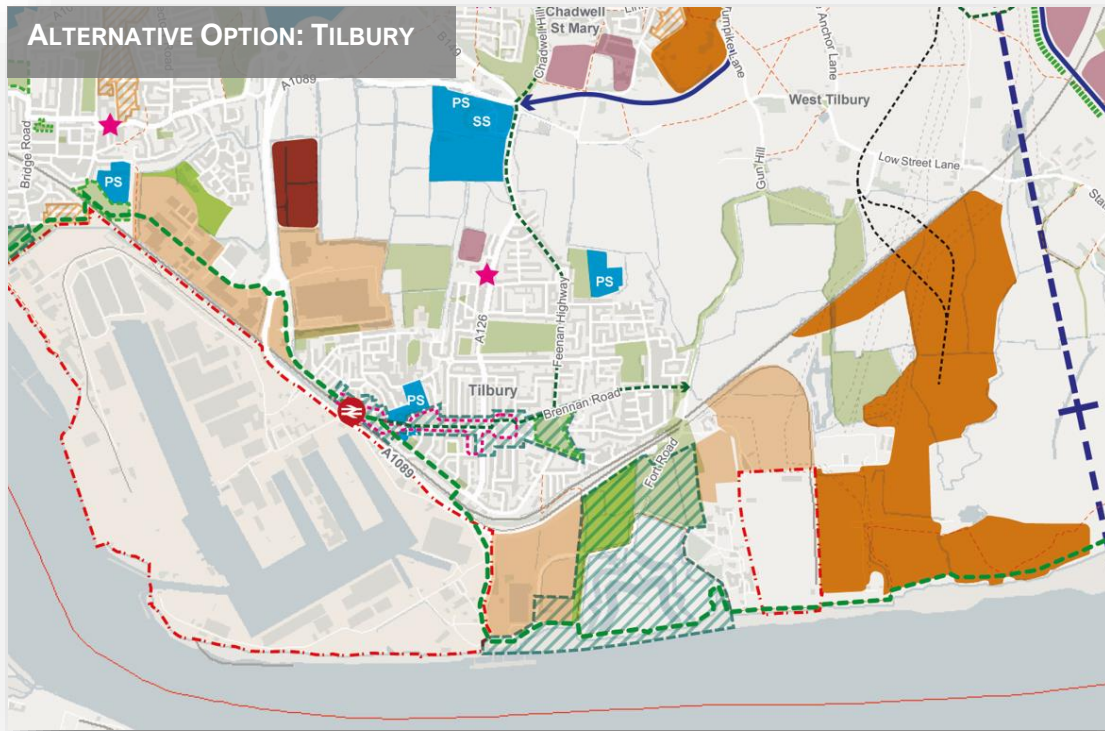 ALTERNATIVE OPTION: TILBURY
Chadwell
St Mary
Chadwell Hill
Turnpike Lane
Anchor Lane
B149
A1089
PS
SS
West Tilbury
Bridge Road
PS
Gun Hill
Low Street Lane
PS
A126
Feenan Highway
PS
Tilbury
Brennan Road
A1089
Fort Road